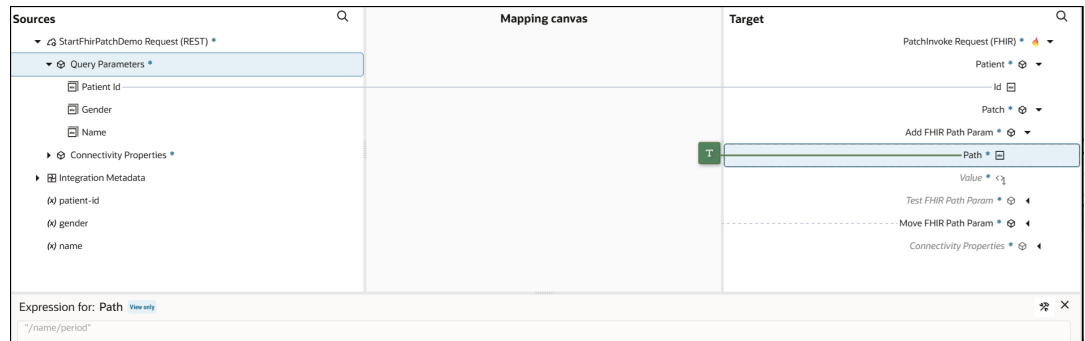 Sources
Mapping canvas
Target
StartFhirPatchDemo Request (REST) *
PatchInvoke Request (FHIR) *
Query Parameters *
Patient *
Patient Id
Id
Gender
Patch *
Name
Add FHIR Path Param *
Connectivity Properties *
T
Path *
Integration Metadata
Value *
(x) patient-id
Test FHIR Path Param *
(x) gender
Move FHIR Path Param *
(x) name
Connectivity Properties *
Expression for: Path View only
"/name/period"